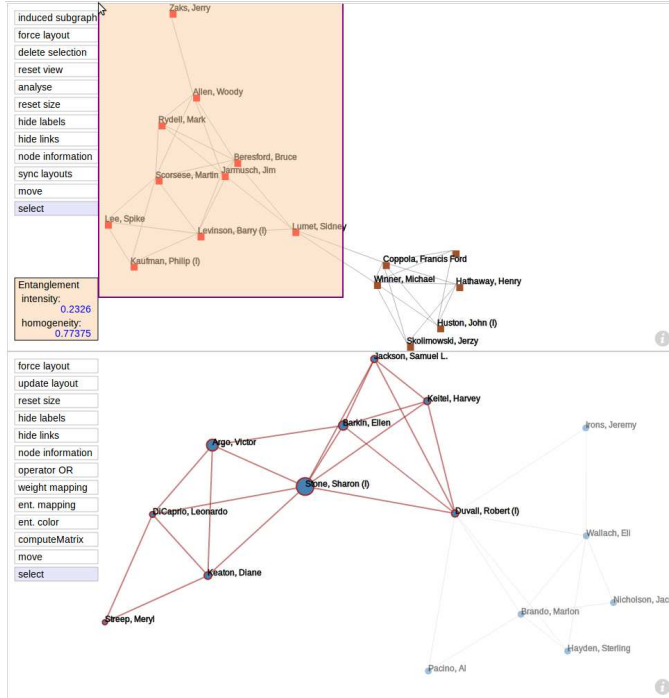 induced subgraph
force layout
delete selection
reset view
analyse
reset size
hide labels
hide links
node information
sync layouts
move
select
Zaks, Jerry
Allen, Woody
Rydell, Mark
Beresford, Bruce
Scorsese, Martin
Jarmusch, Jim
Lee, Spike
Levinson, Barry (I)
Lumet, Sidney
Kaufman, Philip (I)
Coppola, Francis Ford
Winner, Michael
Hathaway, Henry
Huston, John (I)
Skolimowski, Jerzy
Entanglement
intensity:
0.2326
homogeneity:
0.77375
i
force layout
update layout
reset size
hide labels
hide links
node information
operator OR
weight mapping
ent. mapping
ent. color
computeMatrix
move
select
Jackson, Samuel L.
Keitel, Harvey
Barkin, Ellen
Irons, Jeremy
Argo, Victor
Stone, Sharon (I)
DiCaprio, Leonardo
Duvall, Robert (I)
Wallach, Eli
Keaton, Diane
Nicholson, Jac
Brando, Marlon
Streep, Meryl
Hayden, Sterling
Pacino, Al
i